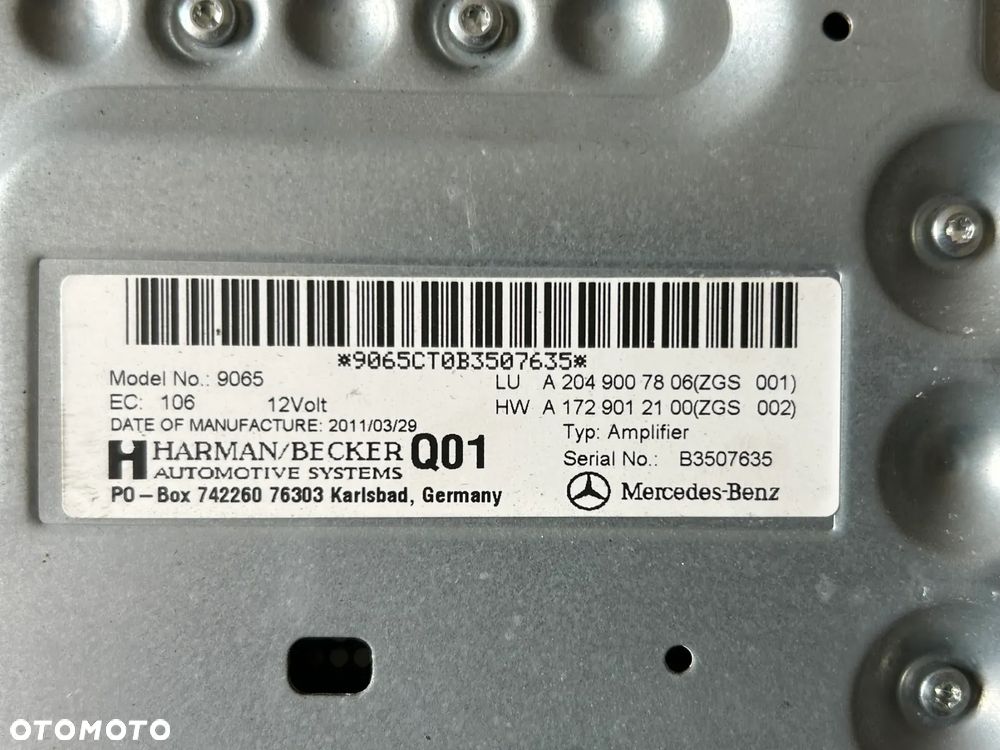 *9065CT0B3507635*
Model No.: 9065
LU A 204 900 78 06(ZGS 001)
EC: 106 12Volt
HW A 172 901 21 00(ZGS 002)
DATE OF MANUFACTURE: 2011/03/29
Typ: Amplifier
H HARMAN/BECKER Q01
AUTOMOTIVE SYSTEMS
Serial No.: B3507635
PO-Box 742260 76303 Karlsbad, Germany
Mercedes-Benz
OTOMOTO